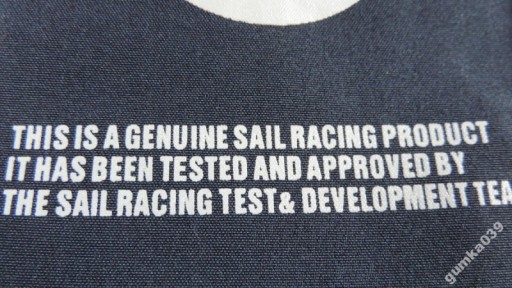 THIS IS A GENUINE SAIL RACING PRODUCT
IT HAS BEEN TESTED AND APPROVED BY
THE SAIL RACING TEST & DEVELOPMENT TEA
gumka039